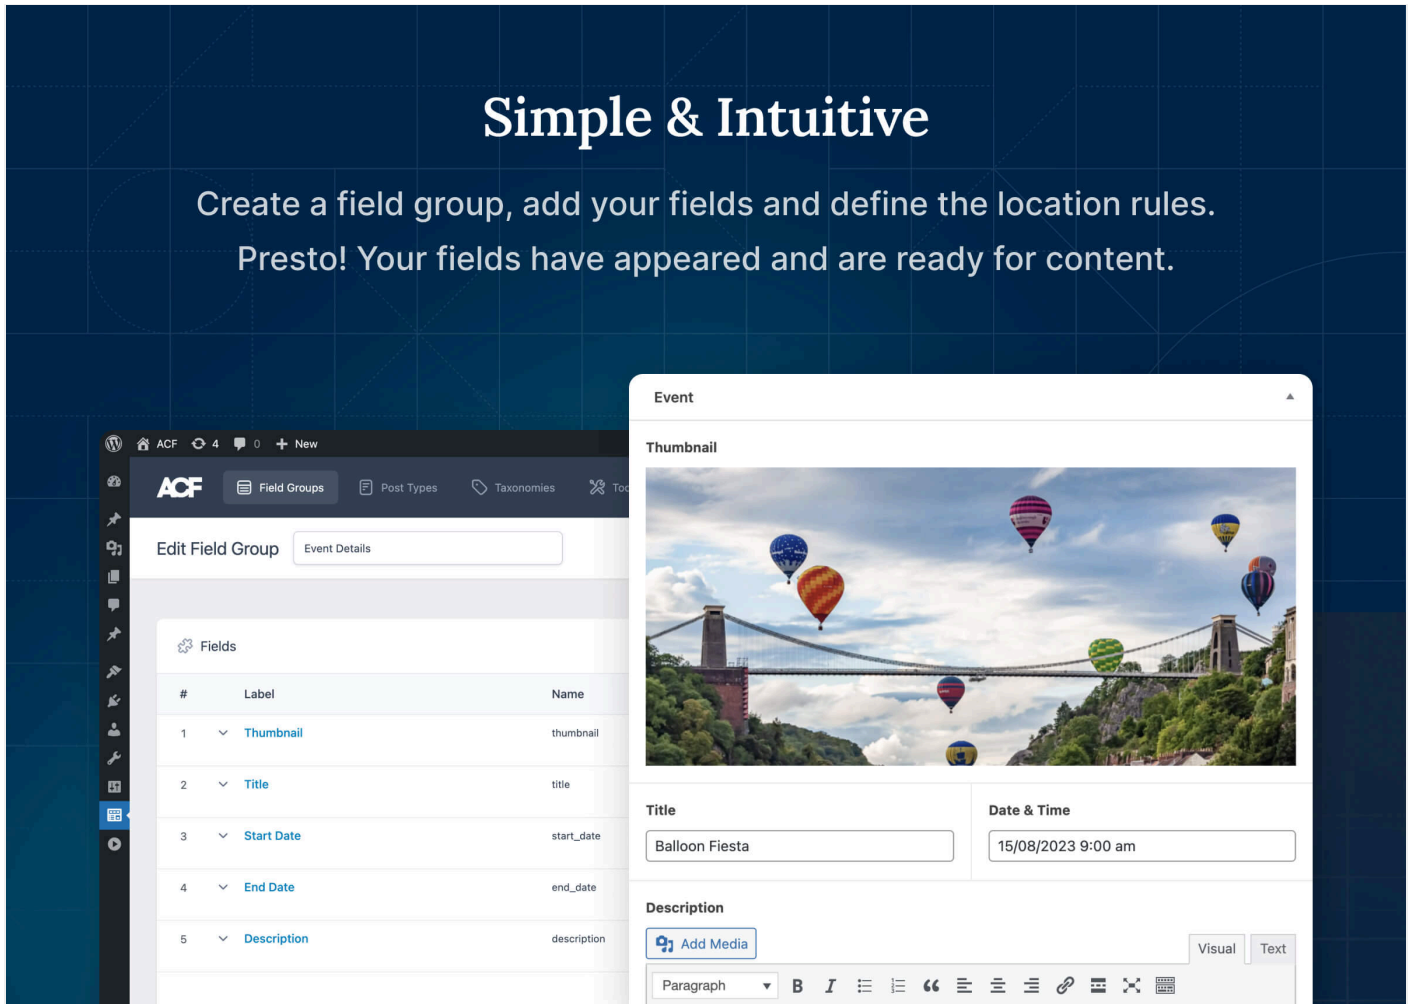 Simple & Intuitive
Create a field group, add your fields and define the location rules.
Presto! Your fields have appeared and are ready for content.
ACF 4 0 New
ACF Field Groups Post Types Taxonomies
Edit Field Group Event Details
Fields
# Label Name
1 Thumbnail thumbnail
2 Title title
3 Start Date start_date
4 End Date end_date
5 Description description
Event
Thumbnail
Title Date & Time
Balloon Fiesta 15/08/2023 9:00 am
Description
Add Media Visual Text
Paragraph B I